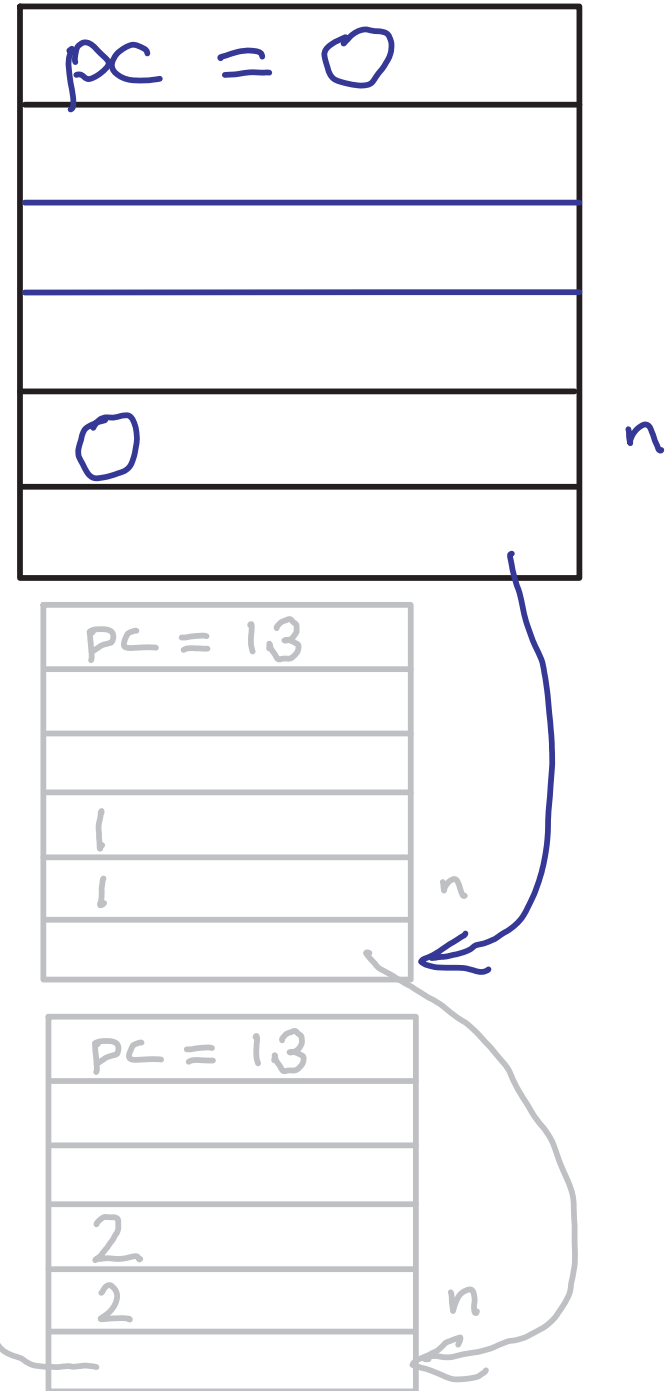 pc = 0
0 n
pc = 13
1
1 n
pc = 13
2
2 n